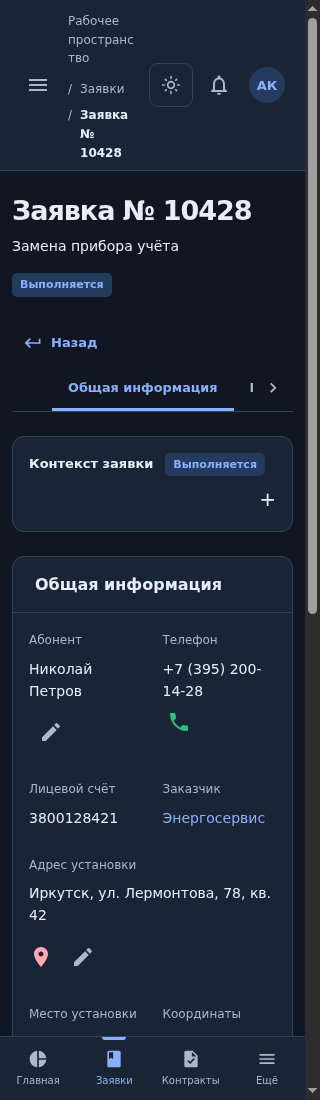 Рабочее
пространс
тво
/ Заявки
/ Заявка
№
10428
АК
Заявка № 10428
Замена прибора учёта
Выполняется
Назад
Общая информация
Контекст заявки Выполняется
+
Общая информация
Абонент Телефон
Николай +7 (395) 200-
Петров 14-28
Лицевой счёт Заказчик
3800128421 Энергосервис
Адрес установки
Иркутск, ул. Лермонтова, 78, кв.
42
Место установки Координаты
Главная Заявки Контракты Ещё